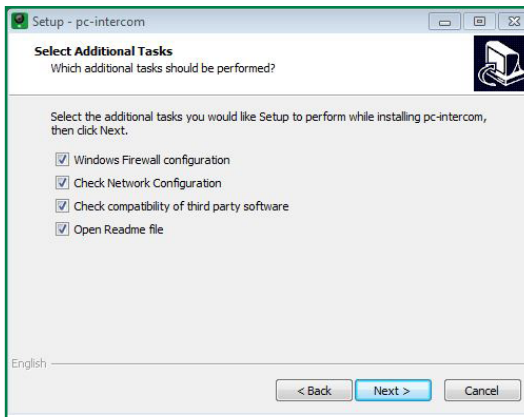 Setup - pc-intercom
Select Additional Tasks
Which additional tasks should be performed?
Select the additional tasks you would like Setup to perform while installing pc-intercom,
then click Next.
Windows Firewall configuration
Check Network Configuration
Check compatibility of third party software
Open Readme file
English
< Back
Next >
Cancel